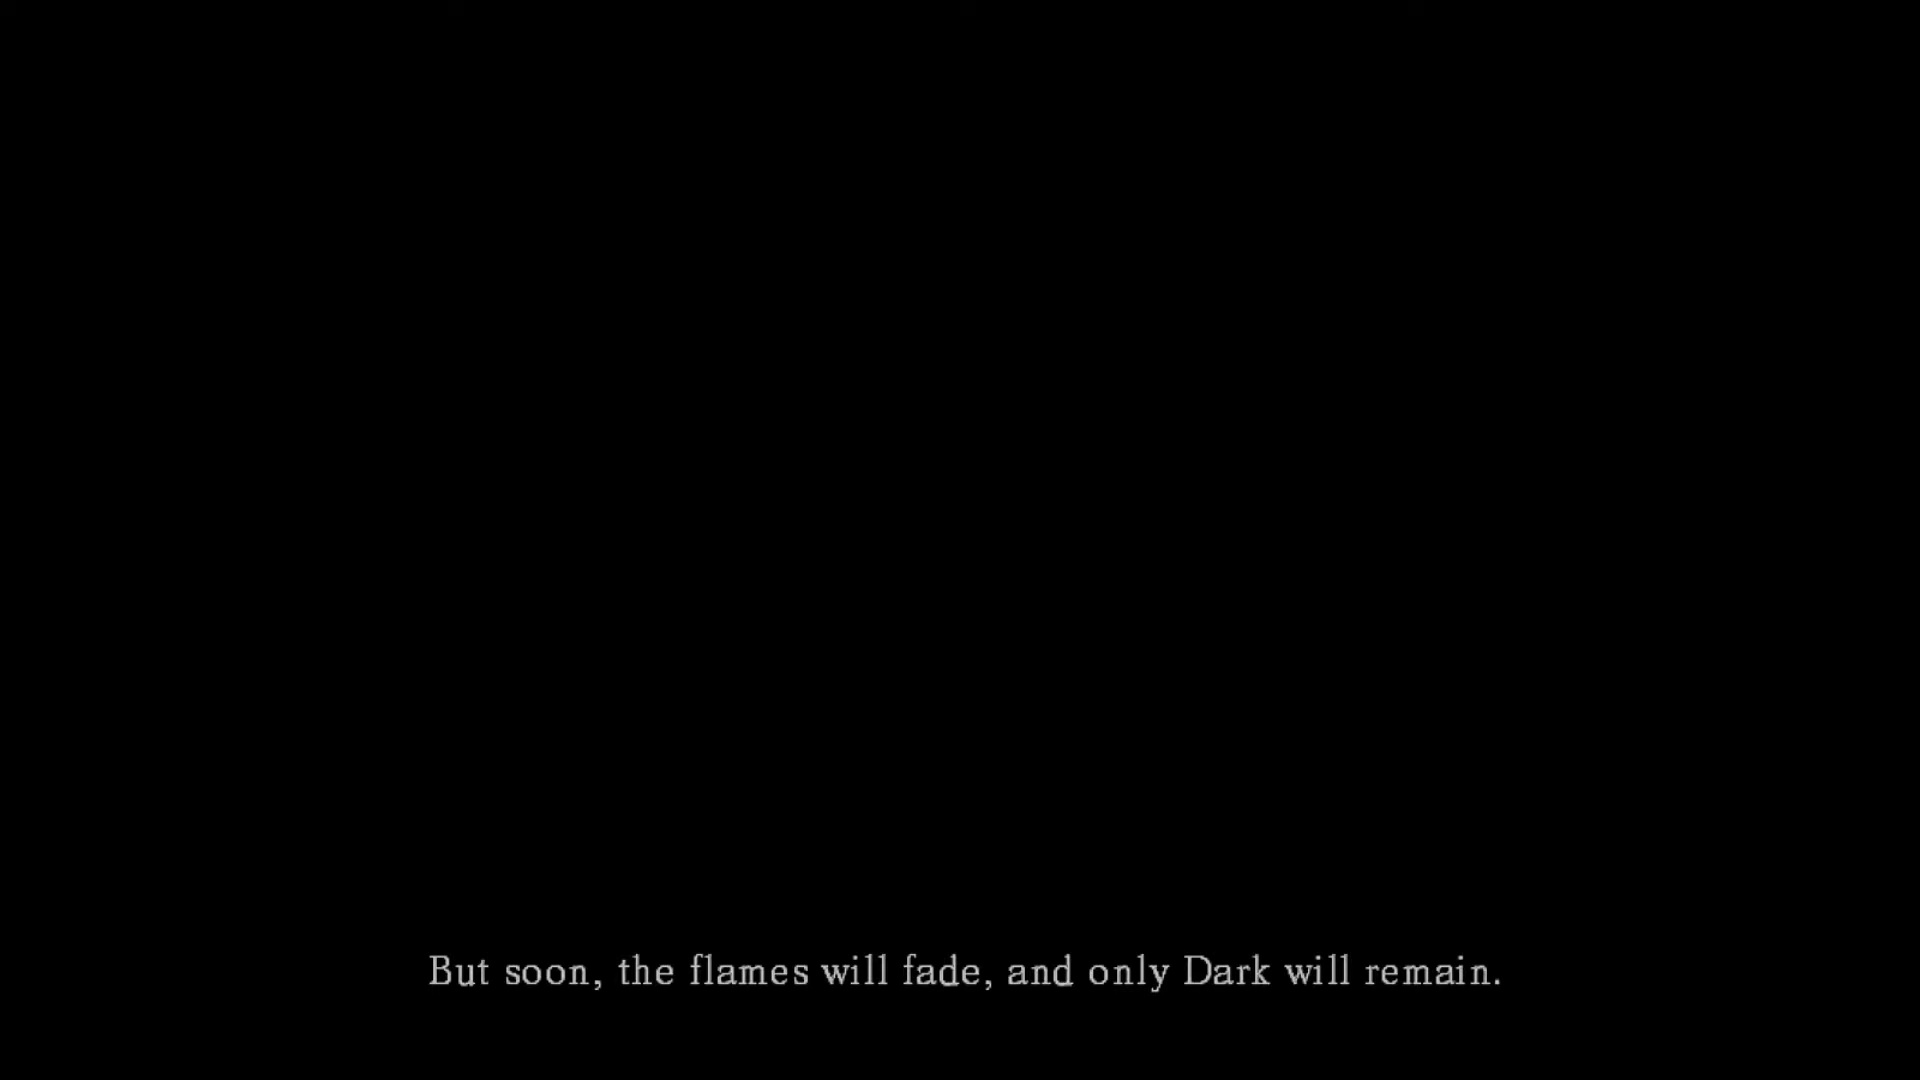 But soon, the flames will fade, and only Dark will remain.